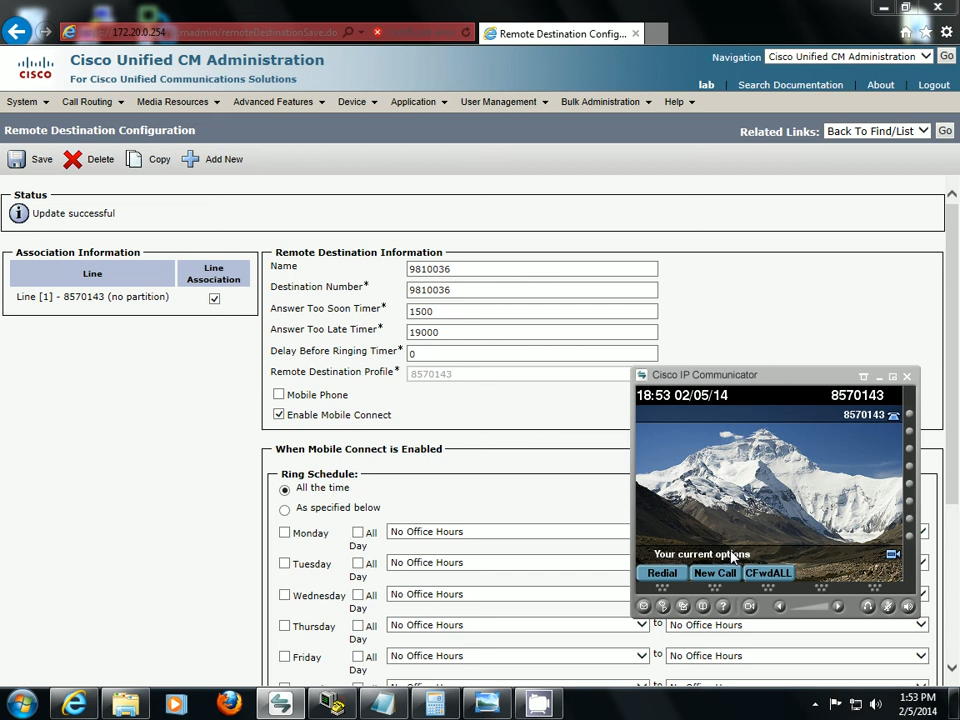 172.20.0.254
madmin/remoteDestinationSave.do
Remote Destination Config...
Cisco Unified CM Administration
For Cisco Unified Communications Solutions
CISCO
Navigation Cisco Unified CM Administration Go
lab Search Documentation About Logout
System Call Routing Media Resources Advanced Features Device Application User Management Bulk Administration Help
Remote Destination Configuration
Related Links: Back To Find/List Go
Save Delete Copy Add New
Status
Update successful
Association Information
Line Line Association
Line [1] - 8570143 (no partition)
Remote Destination Information
Name 9810036
Destination Number* 9810036
Answer Too Soon Timer* 1500
Answer Too Late Timer* 19000
Delay Before Ringing Timer* 0
Remote Destination Profile* 8570143
Mobile Phone
Enable Mobile Connect
When Mobile Connect is Enabled
Ring Schedule:
All the time
As specified below
Monday All Day No Office Hours
Tuesday All Day No Office Hours
Wednesday All Day No Office Hours
Thursday All Day No Office Hours to No Office Hours
Friday All Day No Office Hours to No Office Hours
Cisco IP Communicator
18:53 02/05/14 8570143
8570143
Your current options
Redial New Call CFwdALL
1:53 PM
2/5/2014